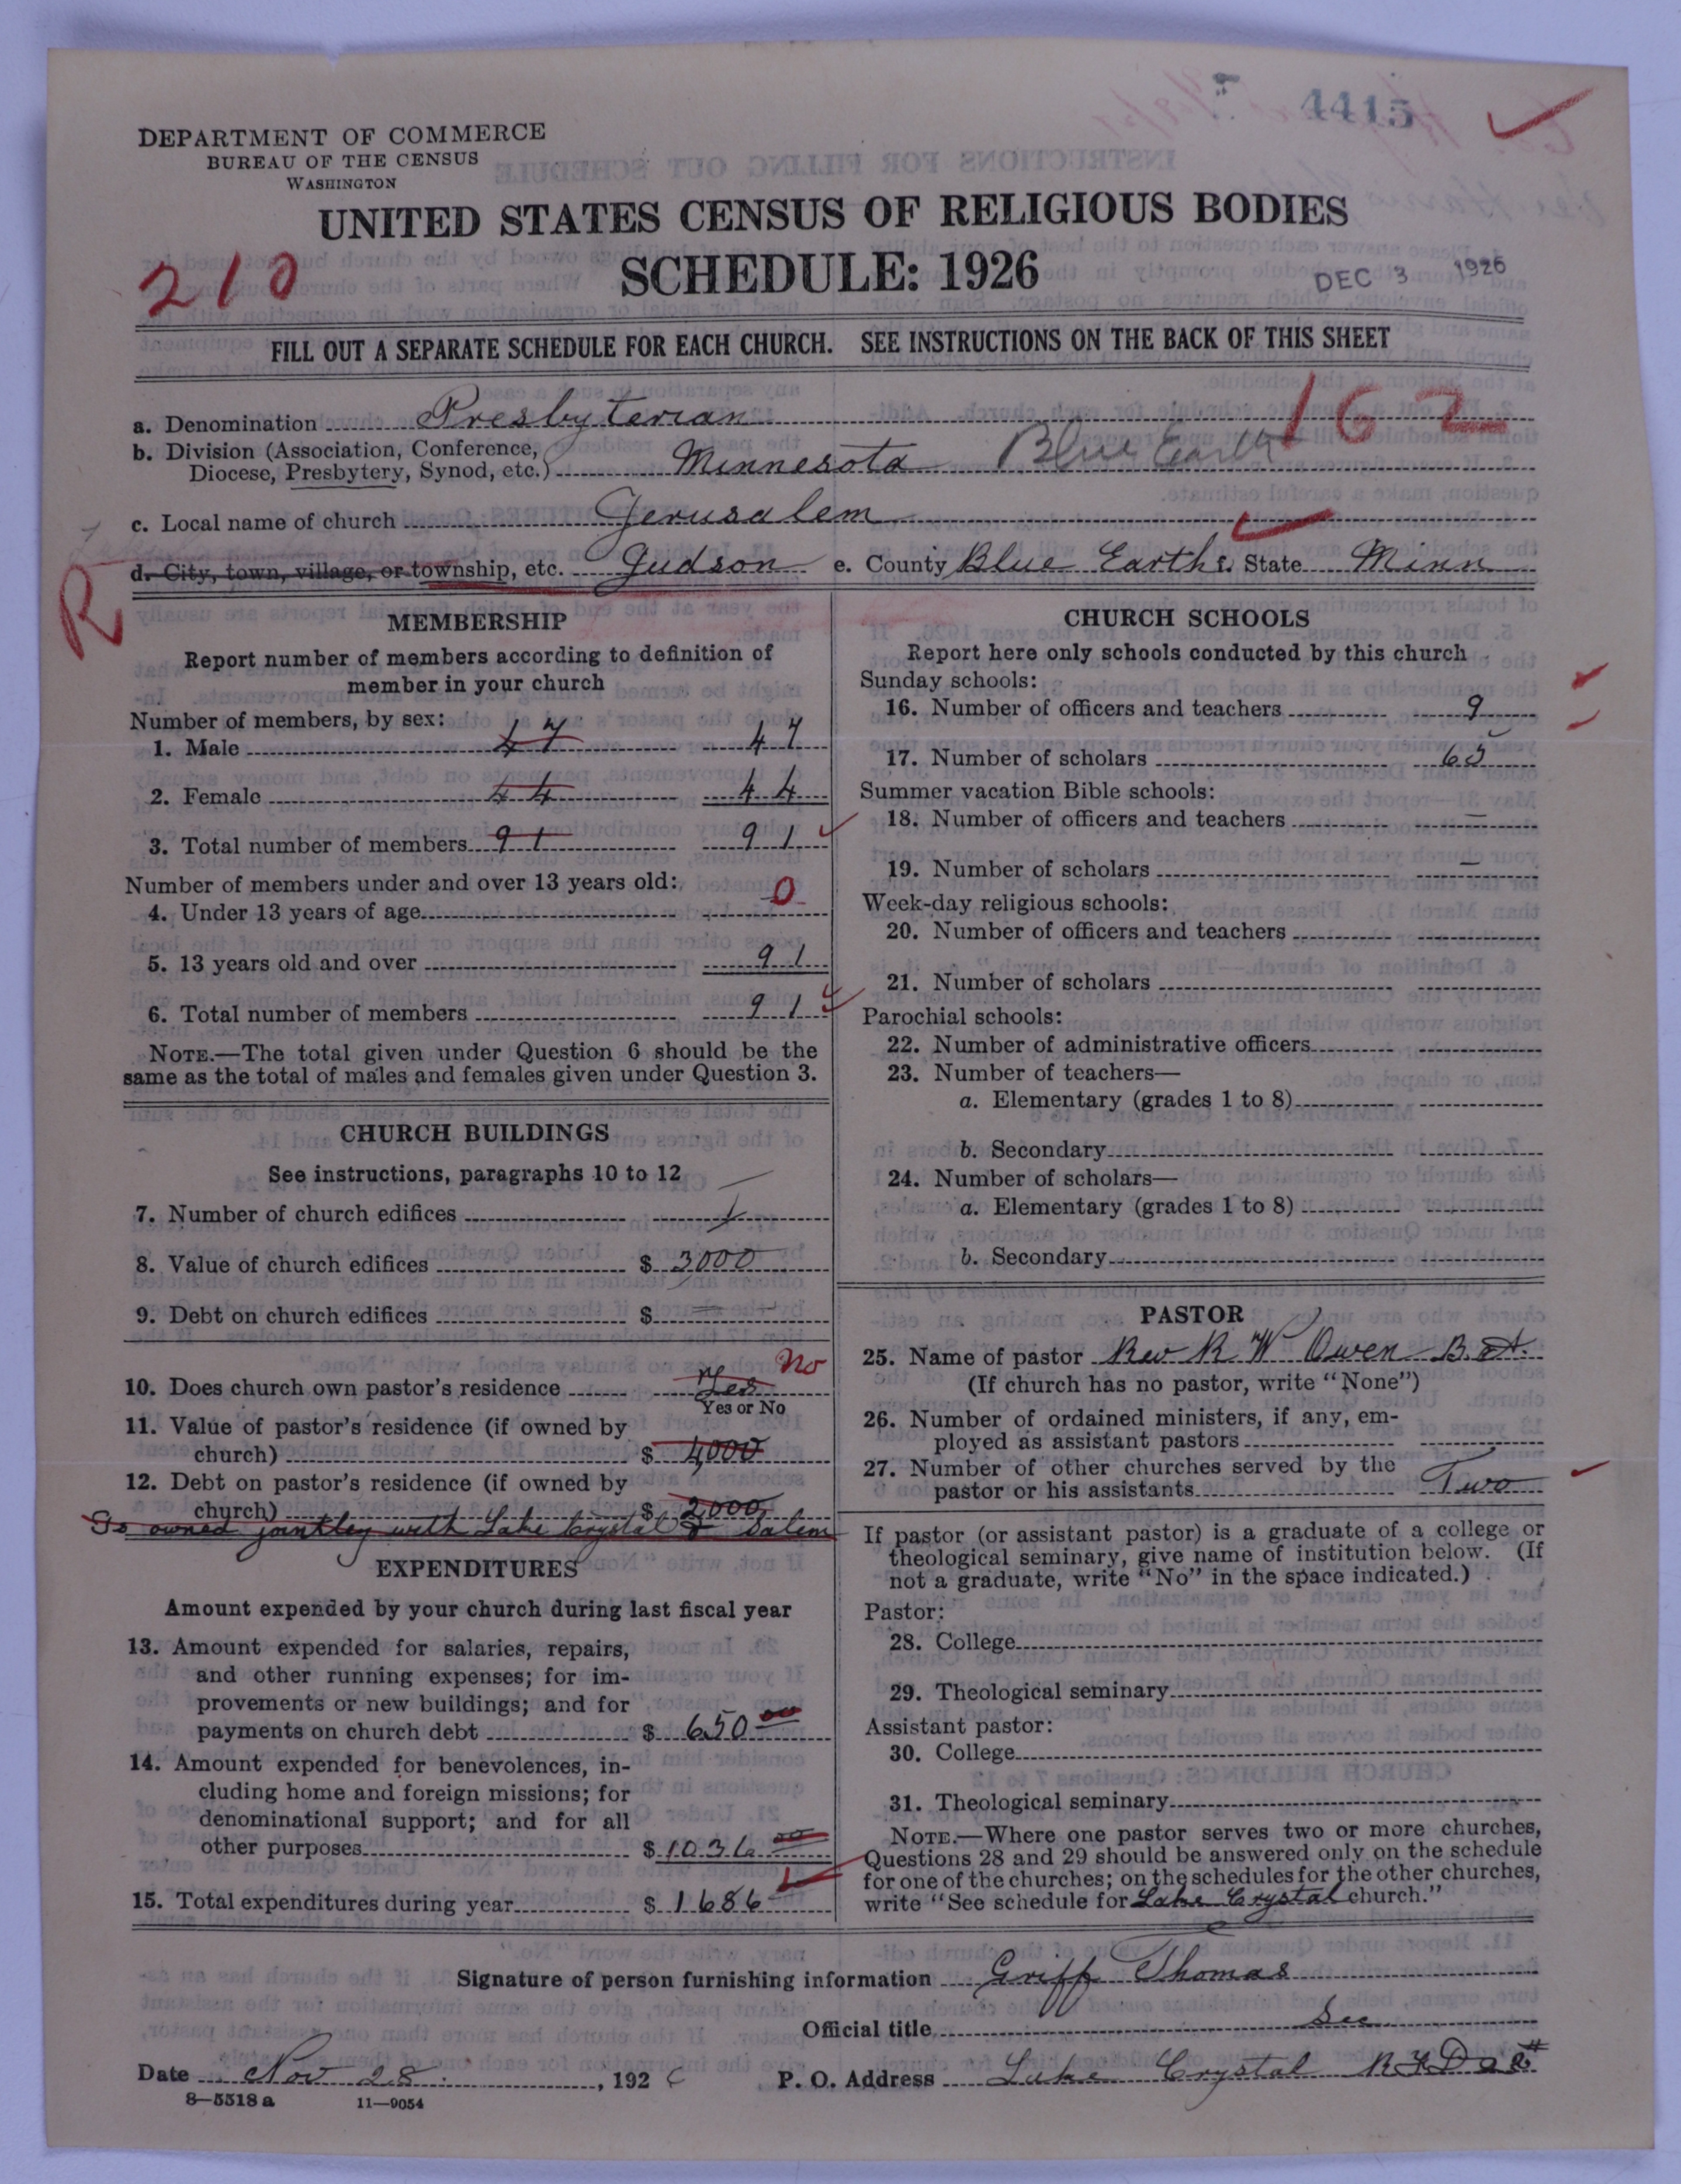 4415
DEPARTMENT OF COMMERCE
BUREAU OF THE CENSUS
WASHINGTON
UNITED STATES CENSUS OF RELIGIOUS BODIES
SCHEDULE: 1926
210
DEC 3 1926
FILL OUT A SEPARATE SCHEDULE FOR EACH CHURCH. SEE INSTRUCTIONS ON THE BACK OF THIS SHEET
162
a. Denomination Presbyterian
b. Division (Association, Conference,
Diocese, Presbytery, Synod, etc.) Minnesota Blue Earth
c. Local name of church Jerusalem
R
d. City, town, village, or township, etc. Judson e. County Blue Earth f. State Minn
MEMBERSHIP
Report number of members according to definition of
member in your church
Number of members, by sex:
1. Male 47 47
2. Female 44 44
3. Total number of members 91 91
Number of members under and over 13 years old:
4. Under 13 years of age 0
5. 13 years old and over 91
6. Total number of members 91
NOTE.—The total given under Question 6 should be the
same as the total of males and females given under Question 3.
CHURCH BUILDINGS
See instructions, paragraphs 10 to 12
7. Number of church edifices 1
8. Value of church edifices $ 3000
9. Debt on church edifices $ —
10. Does church own pastor's residence Yes No
Yes or No
11. Value of pastor's residence (if owned by
church) $ 4000
12. Debt on pastor's residence (if owned by
church) $ 2000
Is owned jointley with Lake Crystal & Salem
EXPENDITURES
Amount expended by your church during last fiscal year
13. Amount expended for salaries, repairs,
and other running expenses; for im-
provements or new buildings; and for
payments on church debt $ 650.00
14. Amount expended for benevolences, in-
cluding home and foreign missions; for
denominational support; and for all
other purposes $ 1036 00
15. Total expenditures during year $ 1686
CHURCH SCHOOLS
Report here only schools conducted by this church
Sunday schools:
16. Number of officers and teachers 9
17. Number of scholars 65
Summer vacation Bible schools:
18. Number of officers and teachers —
19. Number of scholars —
Week-day religious schools:
20. Number of officers and teachers
21. Number of scholars
Parochial schools:
22. Number of administrative officers
23. Number of teachers—
a. Elementary (grades 1 to 8)
b. Secondary
24. Number of scholars—
a. Elementary (grades 1 to 8)
b. Secondary
PASTOR
25. Name of pastor Rev R W Owen B.A.
(If church has no pastor, write "None")
26. Number of ordained ministers, if any, em-
ployed as assistant pastors
27. Number of other churches served by the
pastor or his assistants Two
If pastor (or assistant pastor) is a graduate of a college or
theological seminary, give name of institution below. (If
not a graduate, write "No" in the space indicated.)
Pastor:
28. College
29. Theological seminary
Assistant pastor:
30. College
31. Theological seminary
NOTE.—Where one pastor serves two or more churches,
Questions 28 and 29 should be answered only on the schedule
for one of the churches; on the schedules for the other churches,
write "See schedule for Lake Crystal church."
Signature of person furnishing information Griff Thomas
Official title Sec
Date Nov 28, 1926 P. O. Address Lake Crystal RFD
8—5518 a 11—9054